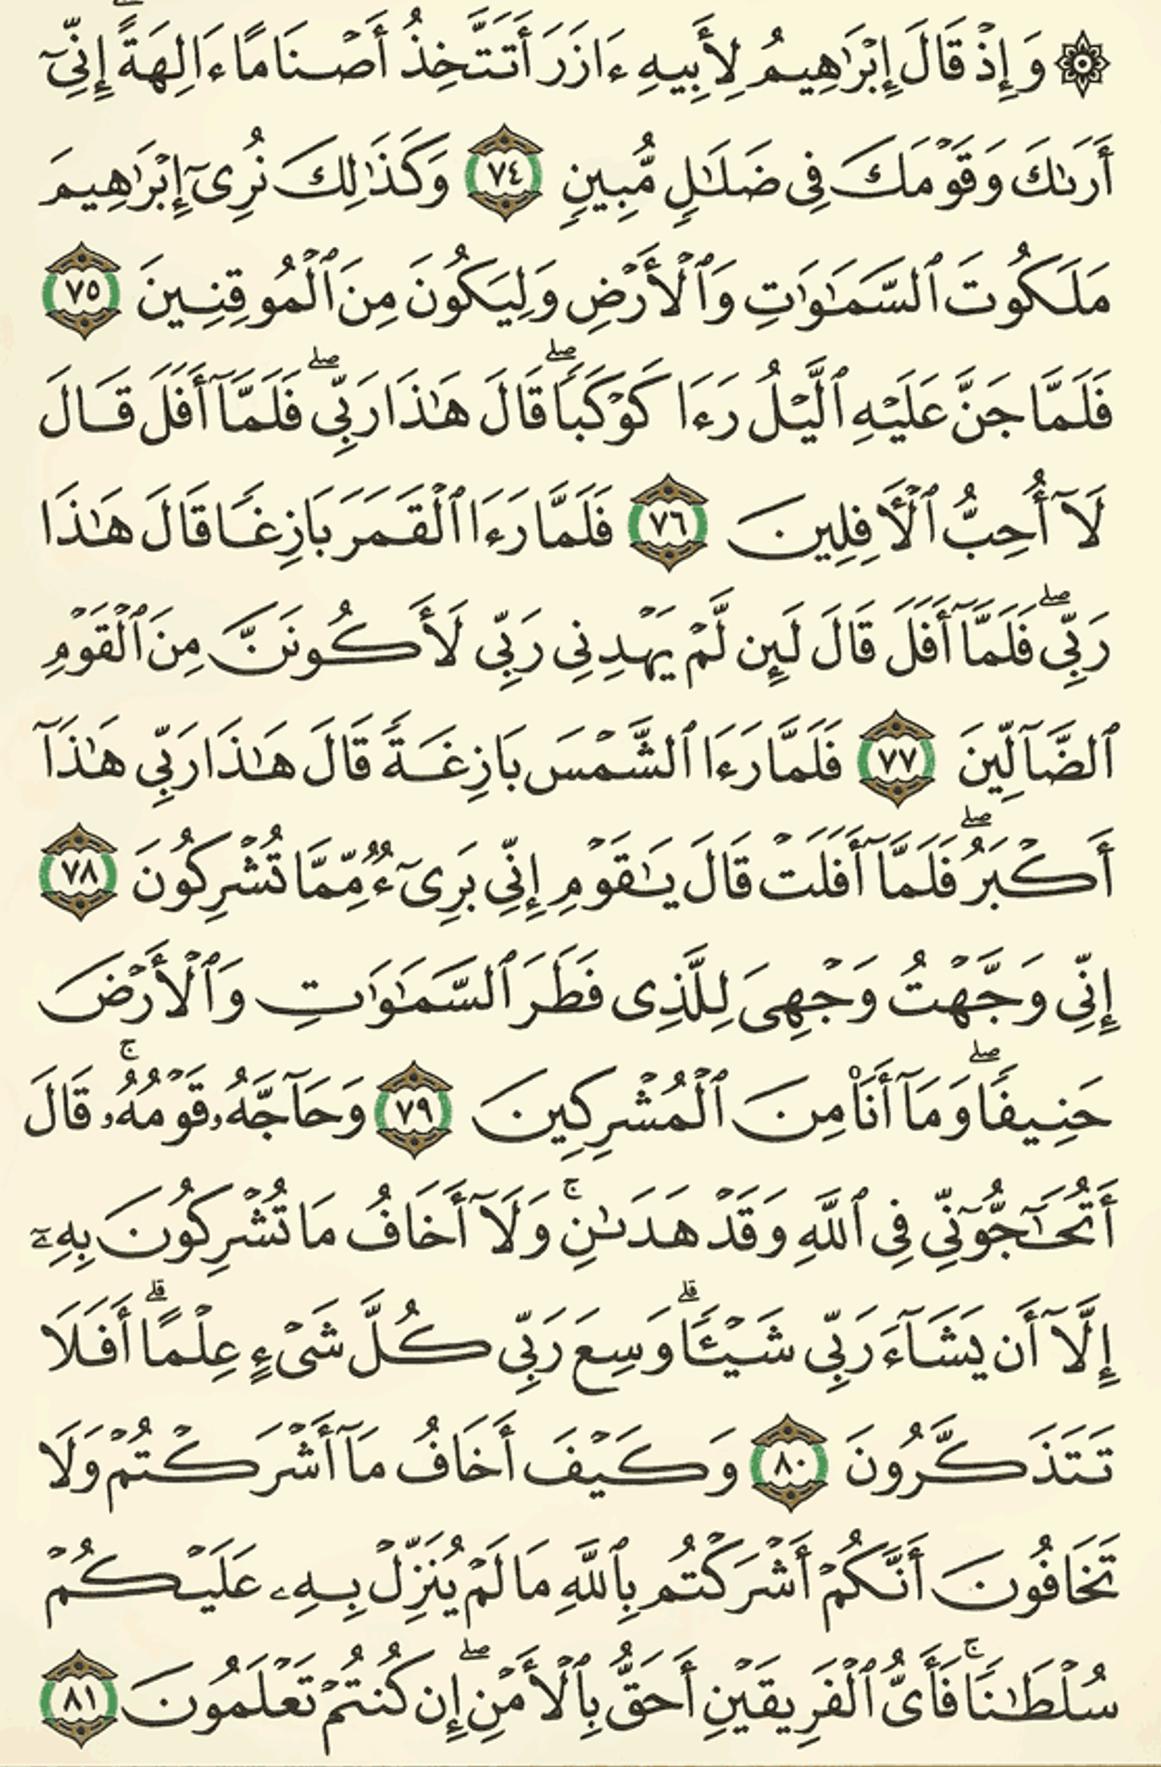 ۞ وَإِذْ قَالَ إِبْرَٰهِيمُ لِأَبِيهِ ءَازَرَ أَتَتَّخِذُ أَصْنَامًا ءَالِهَةً إِنِّىٓ
أَرَىٰكَ وَقَوْمَكَ فِى ضَلَٰلٍ مُّبِينٍ ٧٤ وَكَذَٰلِكَ نُرِىٓ إِبْرَٰهِيمَ
مَلَكُوتَ ٱلسَّمَٰوَٰتِ وَٱلْأَرْضِ وَلِيَكُونَ مِنَ ٱلْمُوقِنِينَ ٧٥
فَلَمَّا جَنَّ عَلَيْهِ ٱلَّيْلُ رَءَا كَوْكَبًاۖ قَالَ هَٰذَا رَبِّىۖ فَلَمَّآ أَفَلَ قَالَ
لَآ أُحِبُّ ٱلْأَفِلِينَ ٧٦ فَلَمَّا رَءَا ٱلْقَمَرَ بَازِغًا قَالَ هَٰذَا
رَبِّىۖ فَلَمَّآ أَفَلَ قَالَ لَئِن لَّمْ يَهْدِنِى رَبِّى لَأَكُونَنَّ مِنَ ٱلْقَوْمِ
ٱلضَّآلِّينَ ٧٧ فَلَمَّا رَءَا ٱلشَّمْسَ بَازِغَةً قَالَ هَٰذَا رَبِّى هَٰذَآ
أَكْبَرُۖ فَلَمَّآ أَفَلَتْ قَالَ يَٰقَوْمِ إِنِّى بَرِىٓءٌ مِّمَّا تُشْرِكُونَ ٧٨
إِنِّى وَجَّهْتُ وَجْهِىَ لِلَّذِى فَطَرَ ٱلسَّمَٰوَٰتِ وَٱلْأَرْضَ
حَنِيفًاۖ وَمَآ أَنَا۠ مِنَ ٱلْمُشْرِكِينَ ٧٩ وَحَآجَّهُۥ قَوْمُهُۥۚ قَالَ
أَتُحَٰٓجُّوٓنِّى فِى ٱللَّهِ وَقَدْ هَدَىٰنِۚ وَلَآ أَخَافُ مَا تُشْرِكُونَ بِهِۦٓ
إِلَّآ أَن يَشَآءَ رَبِّى شَيْـًٔاۗ وَسِعَ رَبِّى كُلَّ شَىْءٍ عِلْمًاۗ أَفَلَا
تَتَذَكَّرُونَ ٨٠ وَكَيْفَ أَخَافُ مَآ أَشْرَكْتُمْ وَلَا
تَخَافُونَ أَنَّكُمْ أَشْرَكْتُم بِٱللَّهِ مَا لَمْ يُنَزِّلْ بِهِۦ عَلَيْكُمْ
سُلْطَٰنًاۚ فَأَىُّ ٱلْفَرِيقَيْنِ أَحَقُّ بِٱلْأَمْنِۖ إِن كُنتُمْ تَعْلَمُونَ ٨١